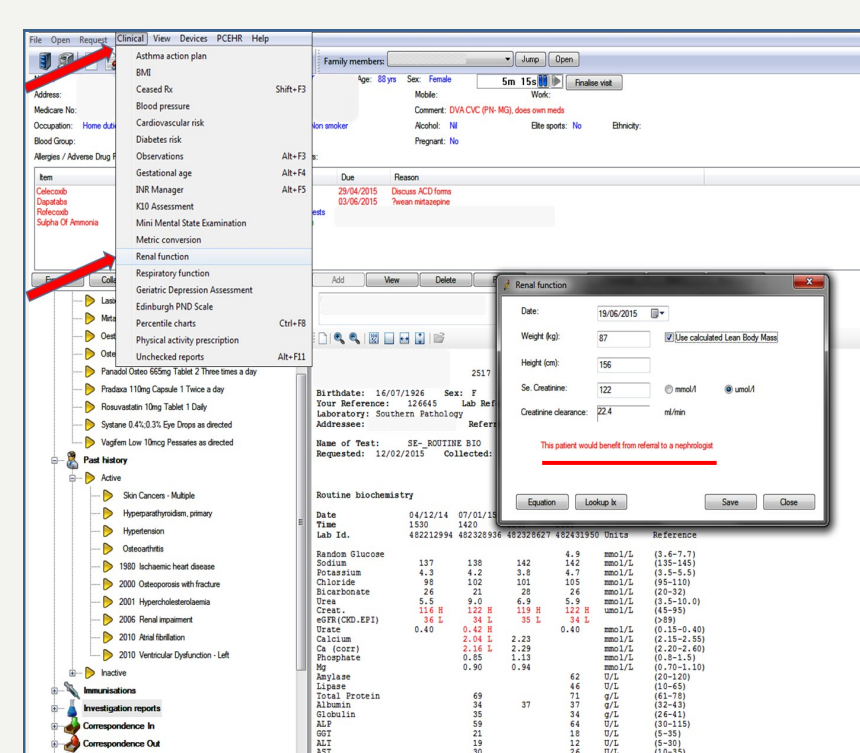 File Open Request Clinical View Devices PCEHR Help
Asthma action plan
BMI
Ceased Rx Shift+F3
Blood pressure
Cardiovascular risk
Diabetes risk
Observations Alt+F3
Gestational age Alt+F4
INR Manager Alt+F5
K10 Assessment
Mini Mental State Examination
Metric conversion
Renal function
Respiratory function
Geriatric Depression Assessment
Edinburgh PND Scale
Percentile charts Ctrl+F8
Physical activity prescription
Unchecked reports Alt+F11
Family members: Jump Open
Age: 88 yrs Sex: Female 5m 15s Finalise visit
Address: Mobile: Work:
Medicare No: Comment: DVA CVC (PN- MG), does own meds
Occupation: Home Non smoker Alcohol: Nil Elite sports: No Ethnicity:
Blood Group: Pregnant: No
Allergies / Adverse Drug
Item Due Reason
Celecoxib 29/04/2015 Discuss ACD forms
Dapatabs 03/06/2015 ?wean mirtazepine
Rofecoxib
Sulpha Of Ammonia
Add View Delete
Panadol Osteo 665mg Tablet 2 Three times a day
Pradaxa 110mg Capsule 1 Twice a day
Rosuvastatin 10mg Tablet 1 Daily
Systane 0.4%;0.3% Eye Drops as directed
Vagifem Low 10mcg Pessaries as directed
Past history
Active
Skin Cancers - Multiple
Hyperparathyroidism, primary
Hypertension
Osteoarthritis
1980 Ischaemic heart disease
2000 Osteoporosis with fracture
2001 Hypercholesterolaemia
2006 Renal impairment
2010 Atrial fibrillation
2010 Ventricular Dysfunction - Left
Inactive
Immunisations
Investigation reports
Correspondence In
Correspondence Out
Renal function X
Date: 19/06/2015
Weight (kg): 87 Use calculated Lean Body Mass
Height (cm): 156
Se. Creatinine: 122 mmol/l umol/l
Creatinine clearance: 22.4 ml/min
This patient would benefit from referral to a nephrologist
Equation Lookup Ix Save Close
2517
Birthdate: 16/07/1926 Sex: F
Your Reference: 126645 Lab Ref
Laboratory: Southern Pathology
Addressee: Referr
Name of Test: SE-_ROUTINE BIO
Requested: 12/02/2015 Collected:
Routine biochemistry
Date 04/12/14 07/01/15
Time 1530 1420
Lab Id. 482212994 482328936 482328627 482431950 Units Reference
Random Glucose 4.9 mmol/L (3.6-7.7)
Sodium 137 138 142 142 mmol/L (135-145)
Potassium 4.3 4.2 3.8 4.7 mmol/L (3.5-5.5)
Chloride 98 102 101 105 mmol/L (95-110)
Bicarbonate 26 21 28 26 mmol/L (20-32)
Urea 5.5 9.0 6.9 5.9 mmol/L (3.5-10.0)
Creat. 116 H 122 H 119 H 122 H umol/L (45-95)
eGFR(CKD.EPI) 36 L 34 L 35 L 34 L (>89)
Urate 0.40 0.42 H 0.40 mmol/L (0.15-0.40)
Calcium 2.04 L 2.23 mmol/L (2.15-2.55)
Ca (corr) 2.16 L 2.29 mmol/L (2.20-2.60)
Phosphate 0.85 1.13 mmol/L (0.8-1.5)
Mg 0.90 0.94 mmol/L (0.70-1.10)
Amylase 62 U/L (20-120)
Lipase 46 U/L (10-65)
Total Protein 69 71 g/L (61-78)
Albumin 34 37 37 g/L (32-43)
Globulin 35 34 g/L (26-41)
ALP 59 64 U/L (30-115)
GGT 21 18 U/L (5-35)
ALT 19 12 U/L (5-30)
AST 30 26 U/L (10-35)